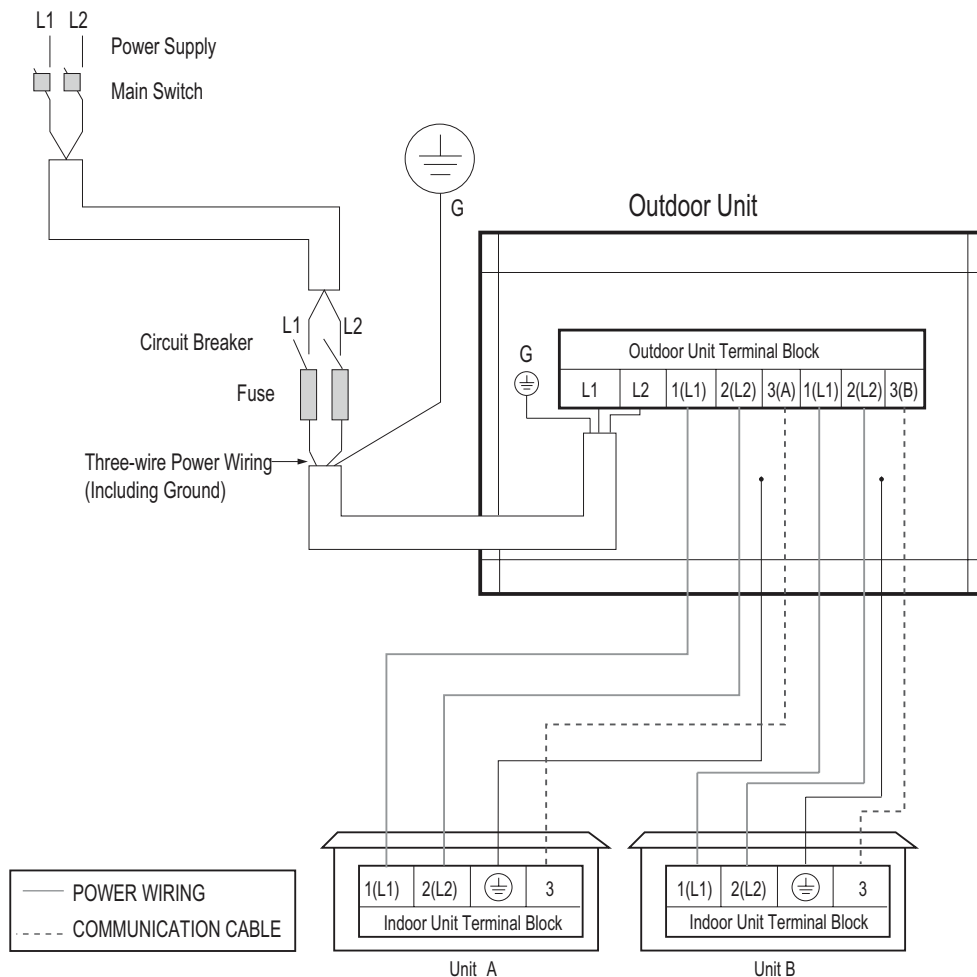 L1 L2
Power Supply
Main Switch
G
Outdoor Unit
L1 L2
Circuit Breaker
Fuse
G
Outdoor Unit Terminal Block
L1 L2 1(L1) 2(L2) 3(A) 1(L1) 2(L2) 3(B)
Three-wire Power Wiring
(Including Ground)
1(L1) 2(L2) 3
Indoor Unit Terminal Block
Unit A
1(L1) 2(L2) 3
Indoor Unit Terminal Block
Unit B
POWER WIRING
COMMUNICATION CABLE